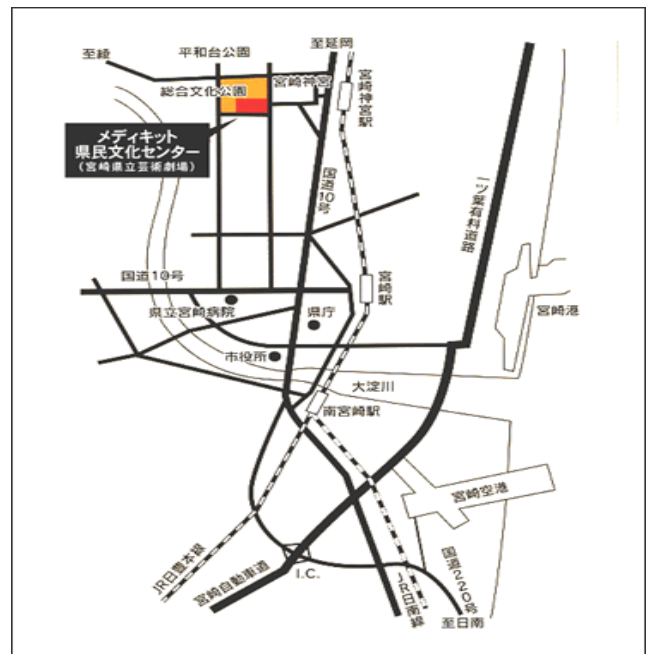 至綾
平和台公園
至延岡
宮崎神宮
宮崎神宮駅
総合文化公園
メディキット
県民文化センター
(宮崎県立芸術劇場)
国道10号
一ツ葉有料道路
国道10号
宮崎駅
県立宮崎病院
県庁
宮崎港
市役所
大淀川
南宮崎駅
宮崎空港
JR日豊本線
宮崎自動車道
I.C.
JR日南線
国道220号
至日南